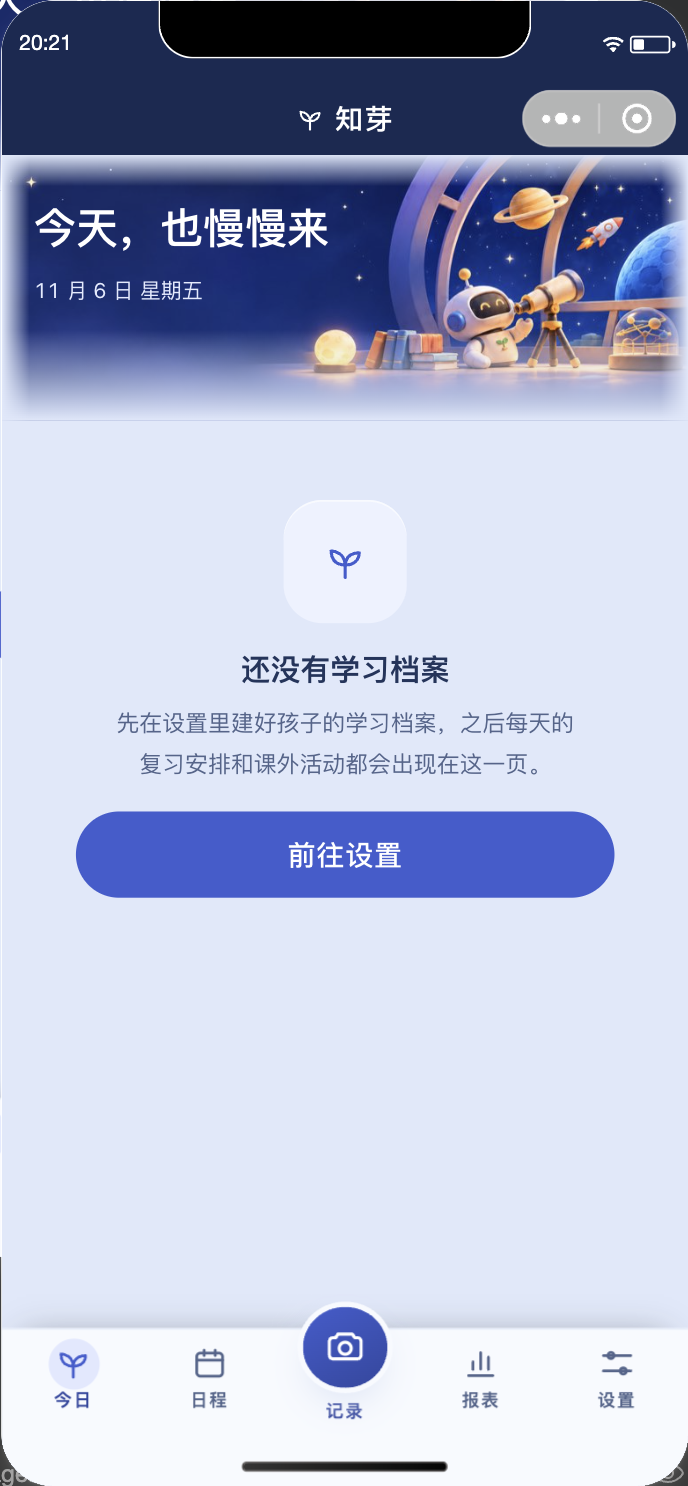 20:21
知芽
今天，也慢慢来
11 月 6 日 星期五
还没有学习档案
先在设置里建好孩子的学习档案，之后每天的
复习安排和课外活动都会出现在这一页。
前往设置
今日
日程
记录
报表
设置